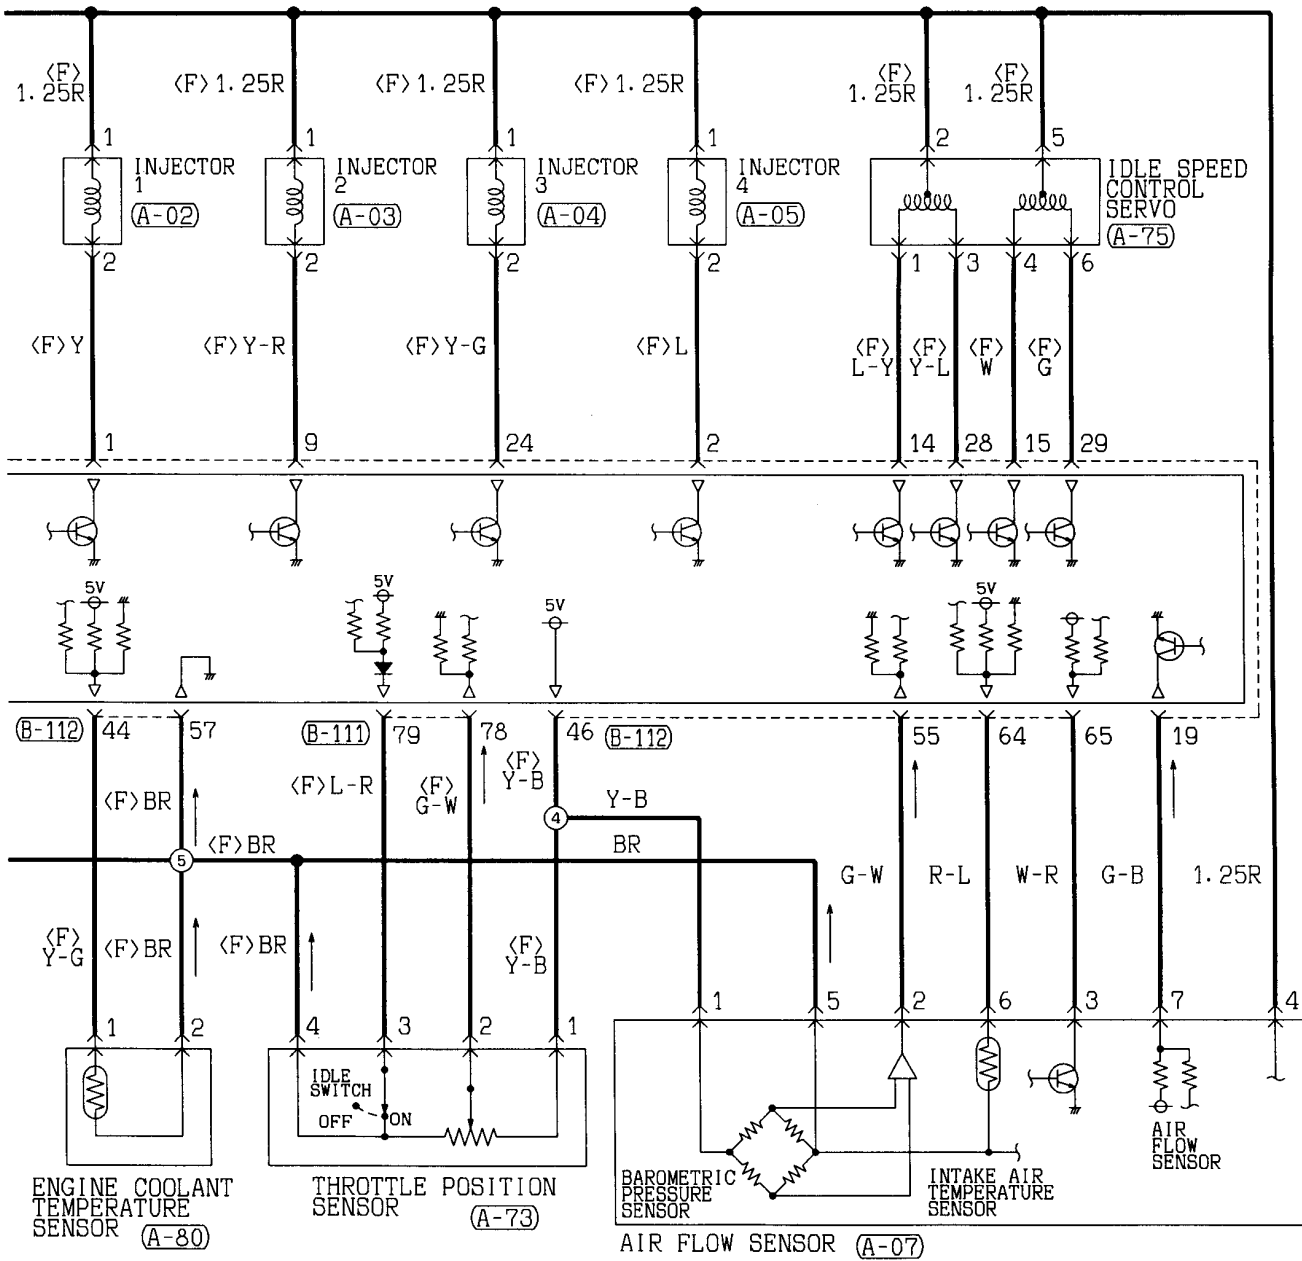 <F> <F>1.25R <F>1.25R <F>1.25R <F> <F>
1.25R 1.25R 1.25R
1 1 1 1 2 5
INJECTOR INJECTOR INJECTOR INJECTOR IDLE SPEED
1 2 3 4 CONTROL
A-02 A-03 A-04 A-05 SERVO
A-75
2 2 2 2 1 3 4 6
<F>Y <F>Y-R <F>Y-G <F>L <F> <F> <F> <F>
L-Y Y-L W G
1 9 24 2 14 28 15 29
5V 5V 5V 5V
B-112 44 57 B-111 79 78 46 B-112 55 64 65 19
<F>BR <F>L-R <F> <F>
G-W Y-B
4 Y-B
5 <F>BR BR
G-W R-L W-R G-B 1.25R
<F> <F>BR <F>BR <F>
Y-G Y-B
1 2 4 3 2 1 1 5 2 6 3 7 4
IDLE
SWITCH
OFF ON
AIR
FLOW
SENSOR
BAROMETRIC
PRESSURE
SENSOR
INTAKE AIR
TEMPERATURE
SENSOR
ENGINE COOLANT
TEMPERATURE
SENSOR A-80
THROTTLE POSITION
SENSOR
A-73
AIR FLOW SENSOR A-07